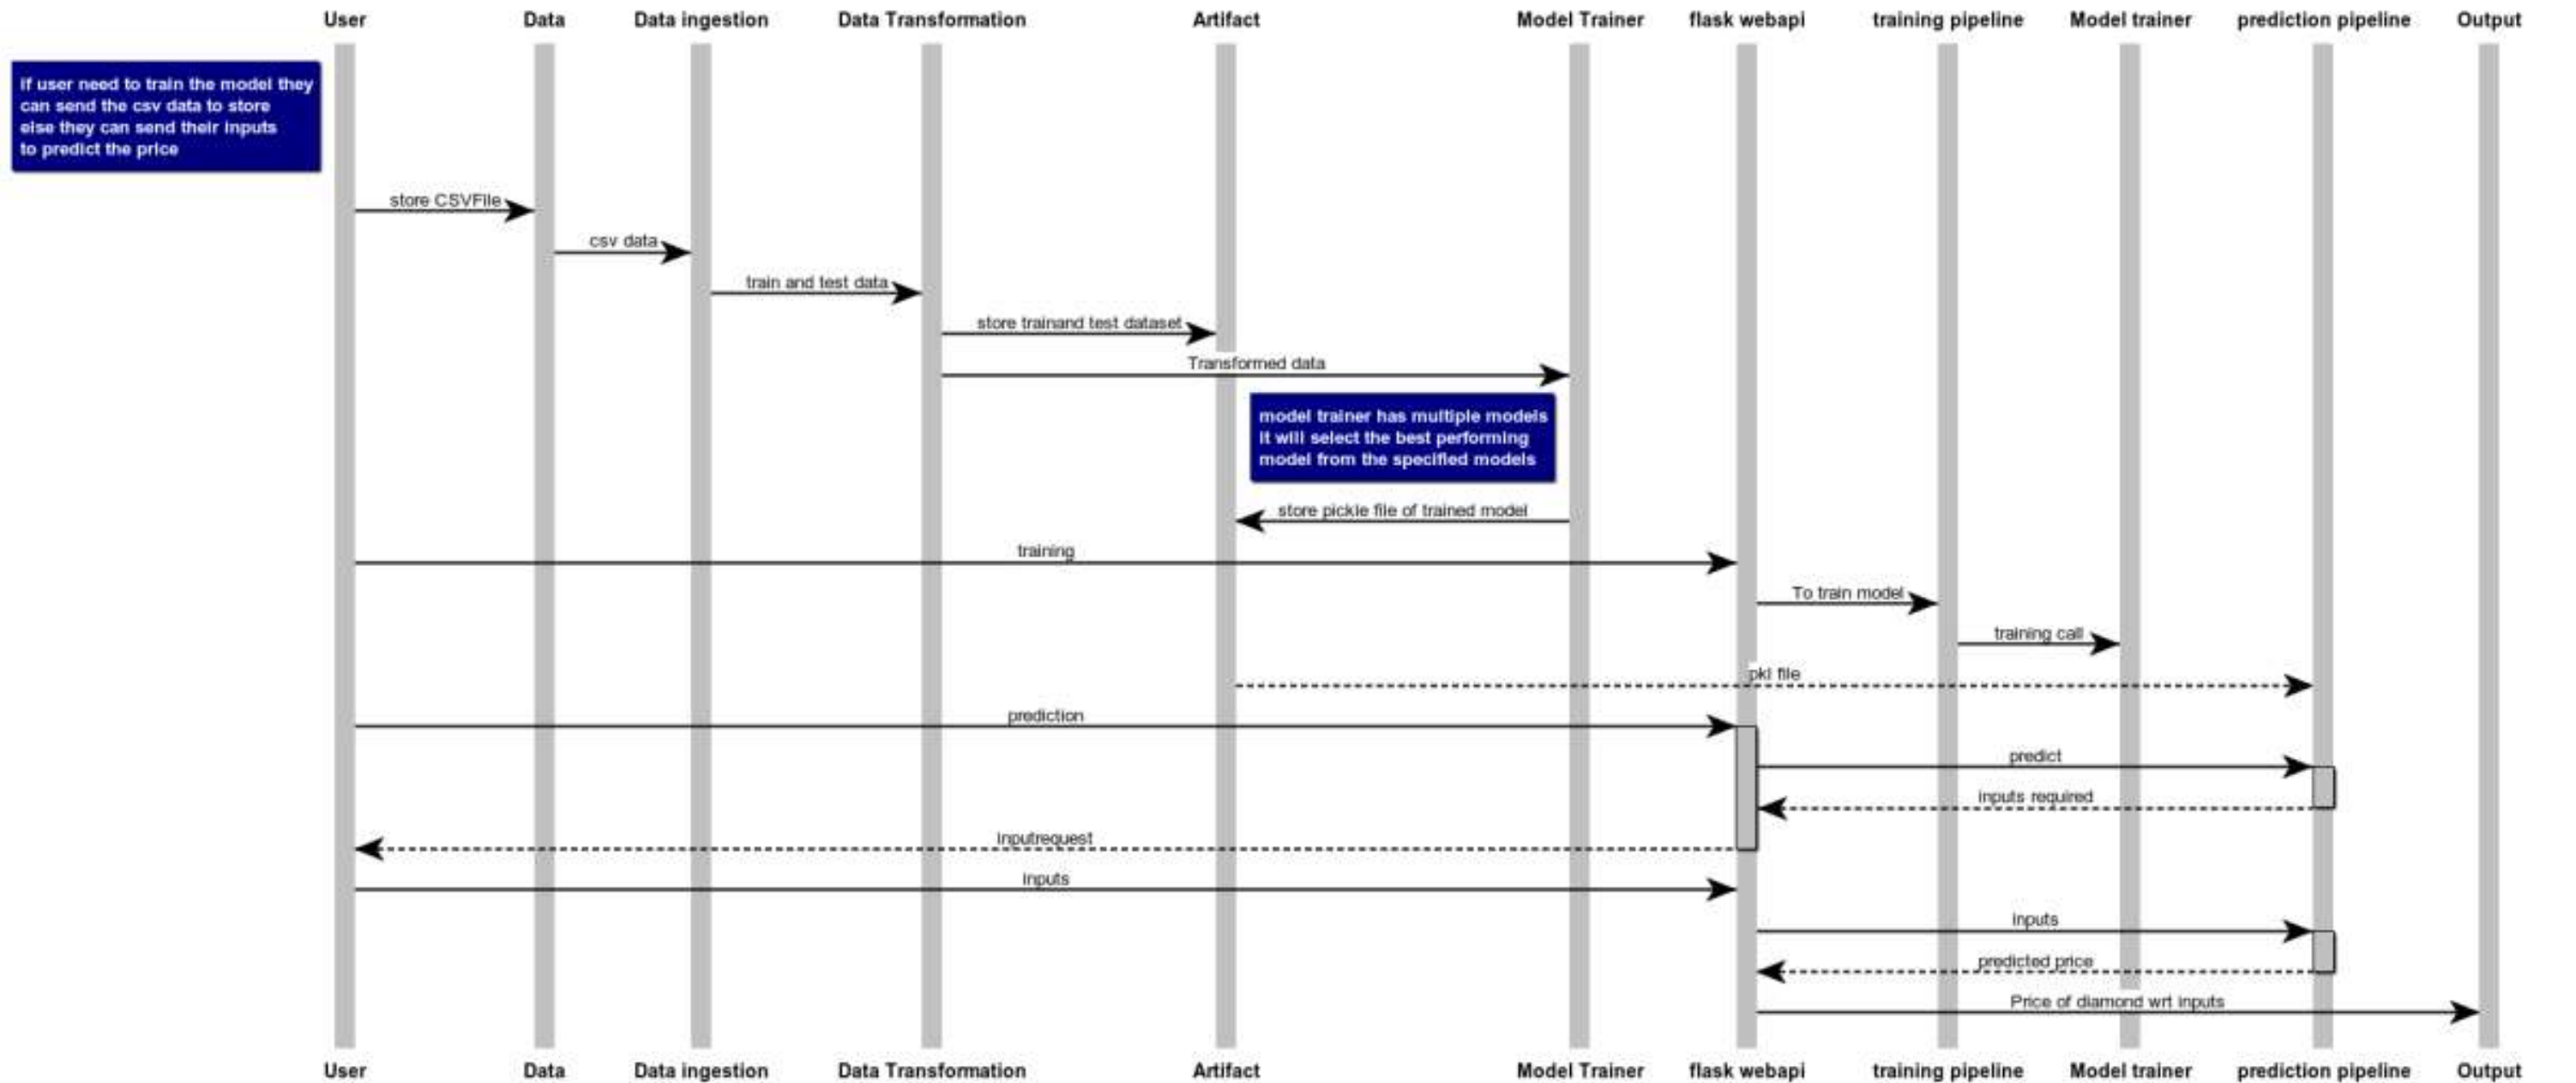 User Data Data ingestion Data Transformation Artifact Model Trainer flask webapi training pipeline Model trainer prediction pipeline Output
if user need to train the model they
can send the csv data to store
else they can send their inputs
to predict the price
store CSVFile
csv data
train and test data
store trainand test dataset
Transformed data
model trainer has multiple models
it will select the best performing
model from the specified models
store pickle file of trained model
training
To train model
training call
pkl file
prediction
predict
inputs required
inputrequest
inputs
inputs
predicted price
Price of diamond wrt inputs
User Data Data ingestion Data Transformation Artifact Model Trainer flask webapi training pipeline Model trainer prediction pipeline Output